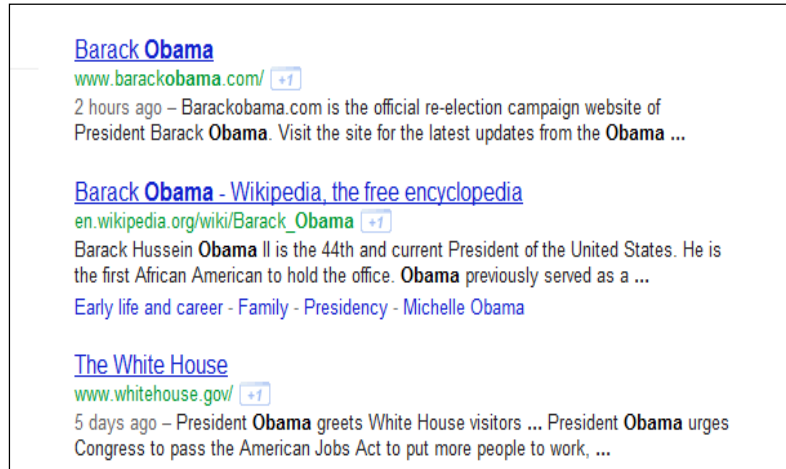 Barack Obama
www.barackobama.com/ +1
2 hours ago – Barackobama.com is the official re-election campaign website of
President Barack Obama. Visit the site for the latest updates from the Obama ...
Barack Obama - Wikipedia, the free encyclopedia
en.wikipedia.org/wiki/Barack_Obama +1
Barack Hussein Obama II is the 44th and current President of the United States. He is
the first African American to hold the office. Obama previously served as a ...
Early life and career - Family - Presidency - Michelle Obama
The White House
www.whitehouse.gov/ +1
5 days ago – President Obama greets White House visitors ... President Obama urges
Congress to pass the American Jobs Act to put more people to work, ...